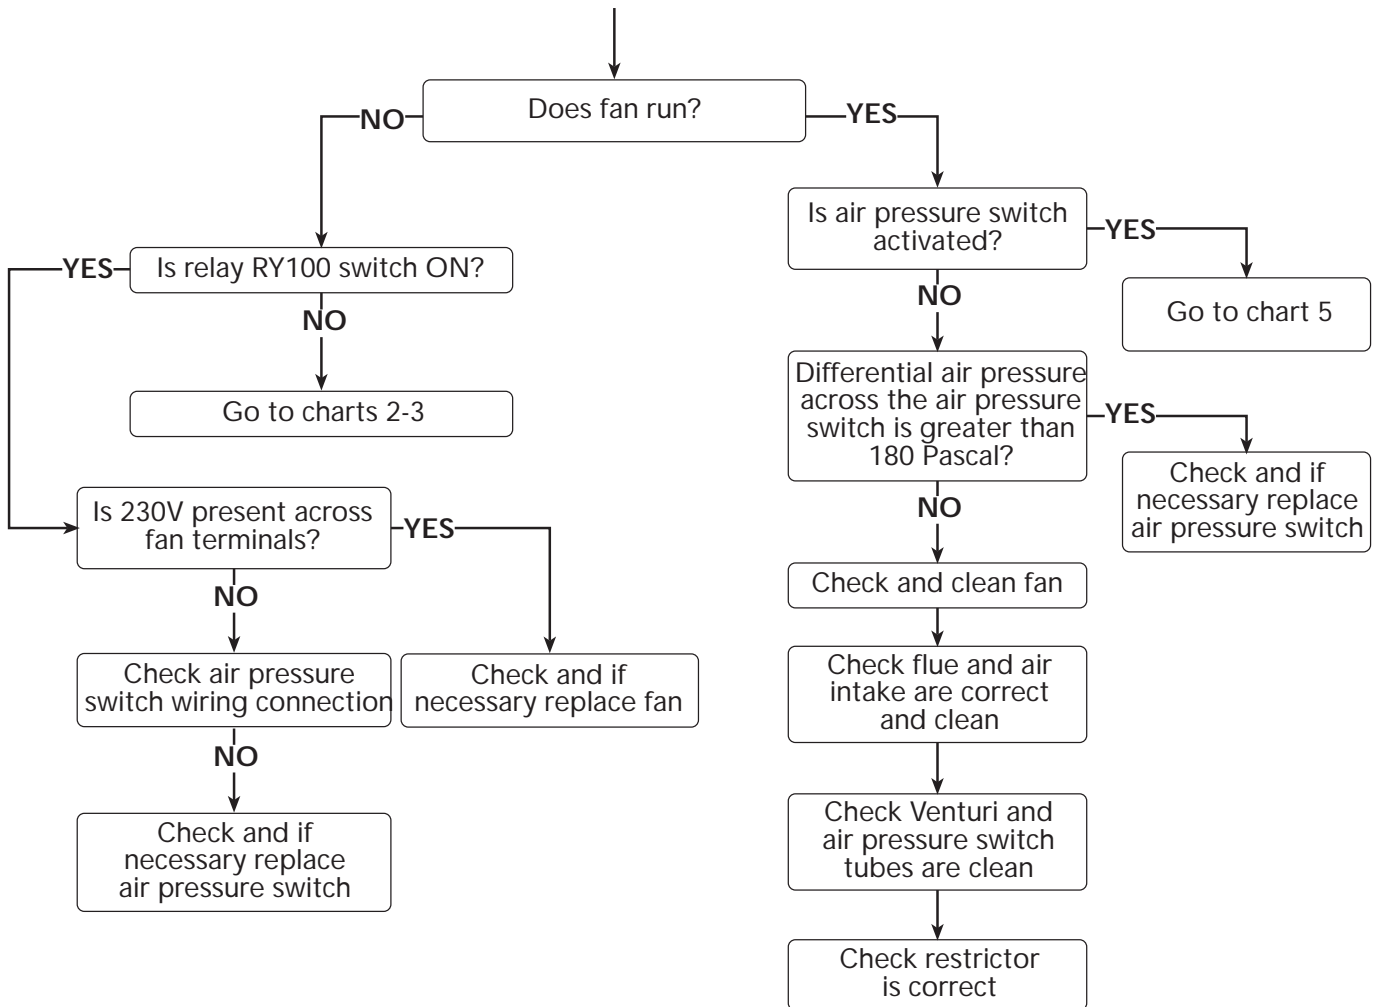 Does fan run?
NO
YES
Is air pressure switch
activated?
YES
Go to chart 5
NO
YES
Is relay RY100 switch ON?
NO
Go to charts 2-3
Differential air pressure
across the air pressure
switch is greater than
180 Pascal?
YES
Check and if
necessary replace
air pressure switch
NO
Is 230V present across
fan terminals?
YES
NO
Check and clean fan
Check air pressure
switch wiring connection
Check and if
necessary replace fan
Check flue and air
intake are correct
and clean
NO
Check and if
necessary replace
air pressure switch
Check Venturi and
air pressure switch
tubes are clean
Check restrictor
is correct